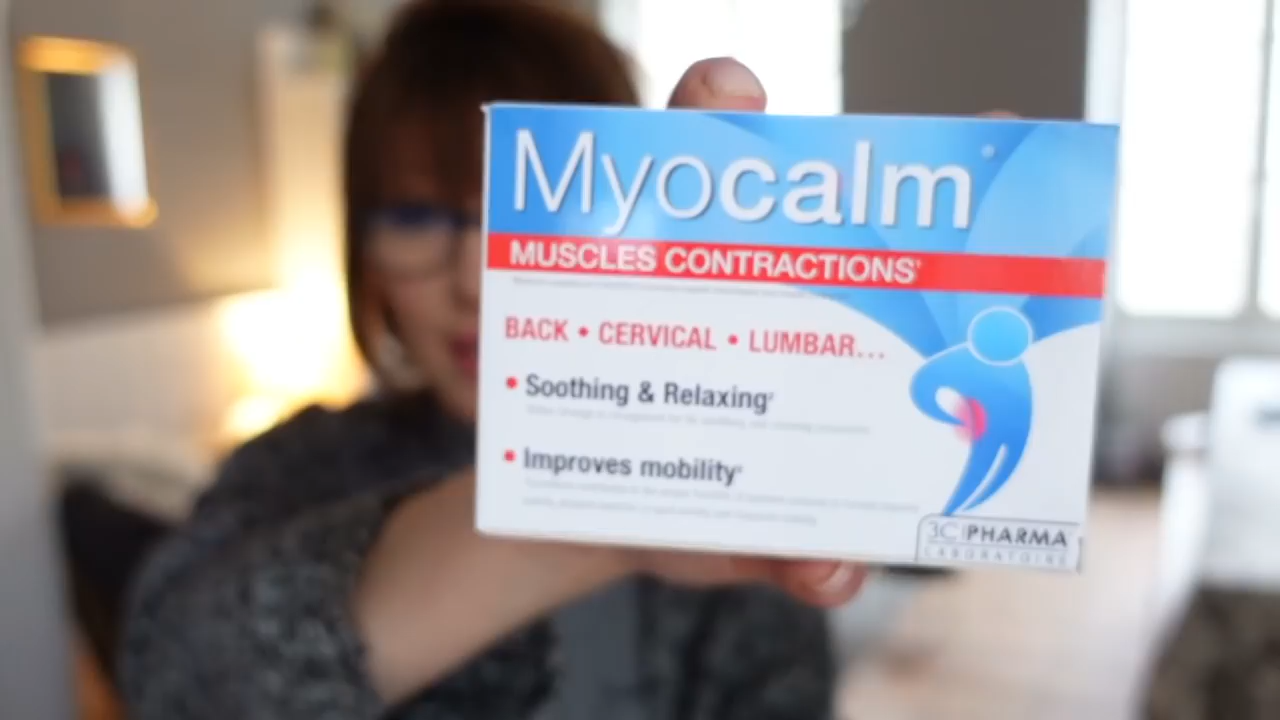 Myocalm
MUSCLES CONTRACTIONS*
BACK • CERVICAL • LUMBAR...
• Soothing & Relaxing
• Improves mobility
3C PHARMA
LABORATOIRE